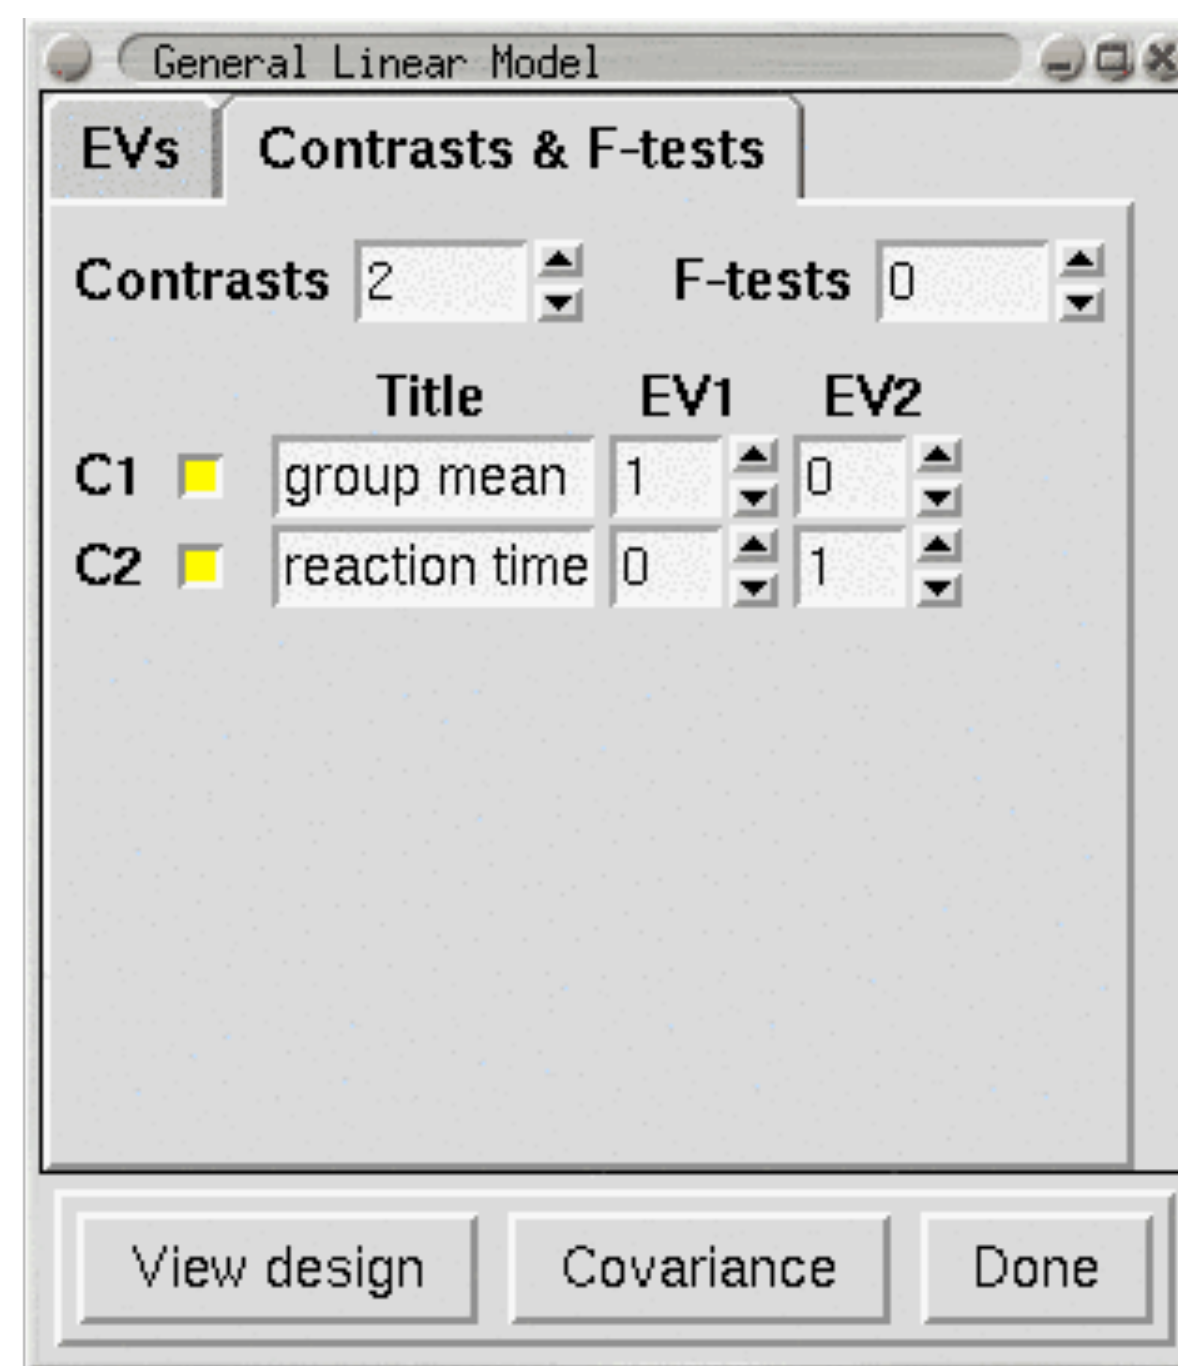 General Linear Model
EVs Contrasts & F-tests
Contrasts 2 F-tests 0
Title EV1 EV2
C1 group mean 1 0
C2 reaction time 0 1
View design Covariance Done